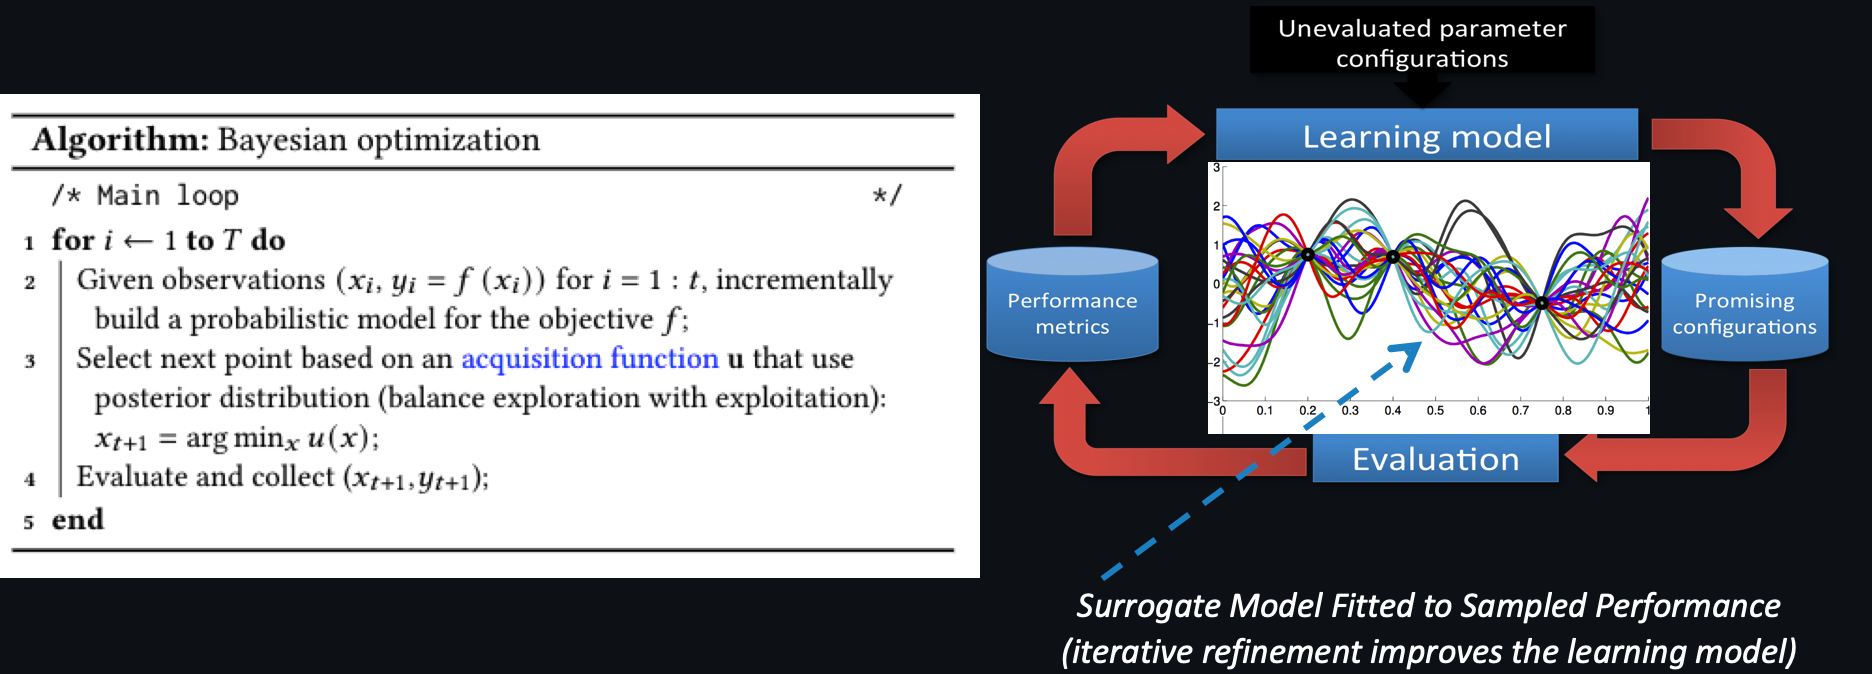 Algorithm: Bayesian optimization
/* Main loop */
1 for i ← 1 to T do
2 Given observations (x_i, y_i = f (x_i)) for i = 1 : t, incrementally
build a probabilistic model for the objective f;
3 Select next point based on an acquisition function u that use
posterior distribution (balance exploration with exploitation):
x_{t+1} = arg min_x u(x);
4 Evaluate and collect (x_{t+1}, y_{t+1});
5 end
Unevaluated parameter
configurations
Learning model
3
2
1
0
-1
-2
-3
0 0.1 0.2 0.3 0.4 0.5 0.6 0.7 0.8 0.9 1
Performance
metrics
Promising
configurations
Evaluation
Surrogate Model Fitted to Sampled Performance
(iterative refinement improves the learning model)